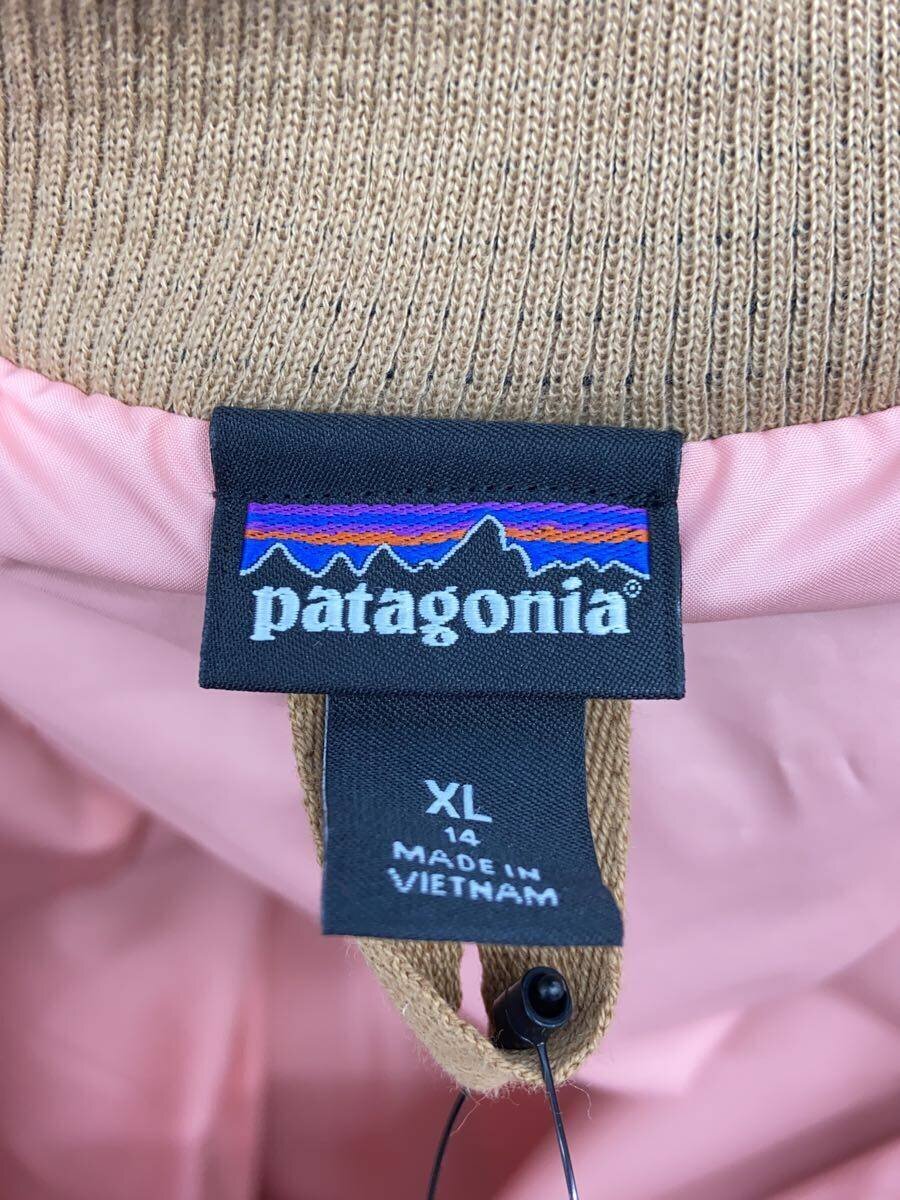 patagonia®
XL
14
MADE IN
VIETNAM